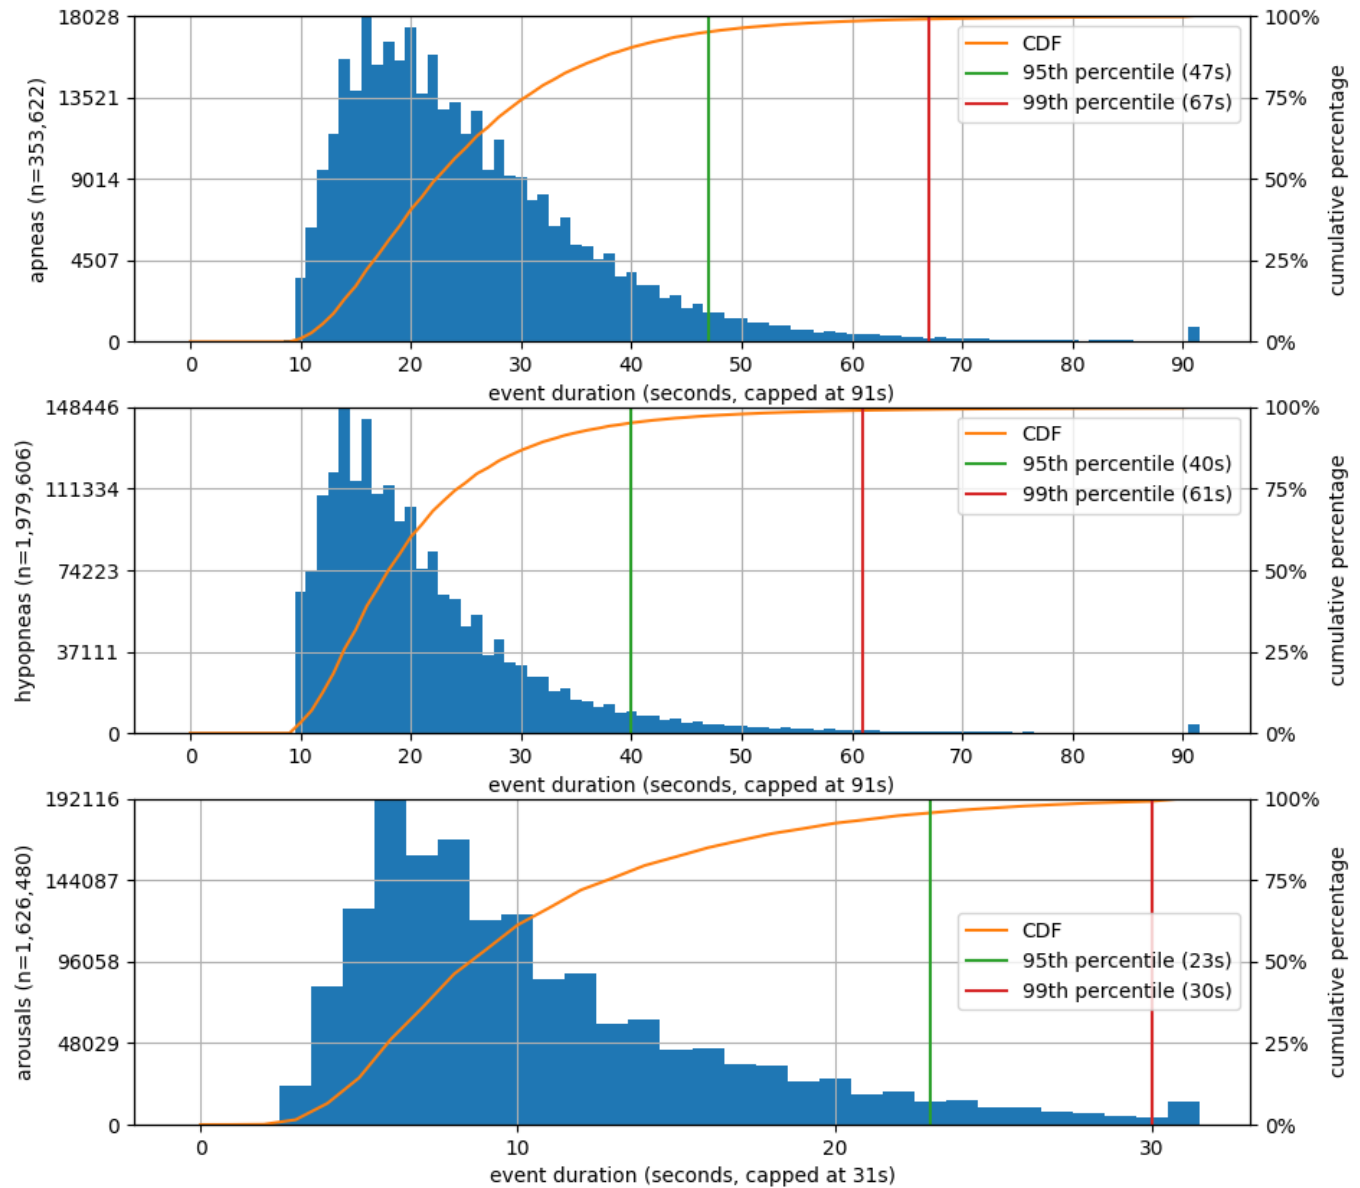 18028
13521
9014
4507
0
apneas (n=353,622)
100%
75%
50%
25%
0%
cumulative percentage
CDF
95th percentile (47s)
99th percentile (67s)
0 10 20 30 40 50 60 70 80 90
event duration (seconds, capped at 91s)
148446
111334
74223
37111
0
hypopneas (n=1,979,606)
100%
75%
50%
25%
0%
cumulative percentage
CDF
95th percentile (40s)
99th percentile (61s)
0 10 20 30 40 50 60 70 80 90
event duration (seconds, capped at 91s)
192116
144087
96058
48029
0
arousals (n=1,626,480)
100%
75%
50%
25%
0%
cumulative percentage
CDF
95th percentile (23s)
99th percentile (30s)
0 10 20 30
event duration (seconds, capped at 31s)